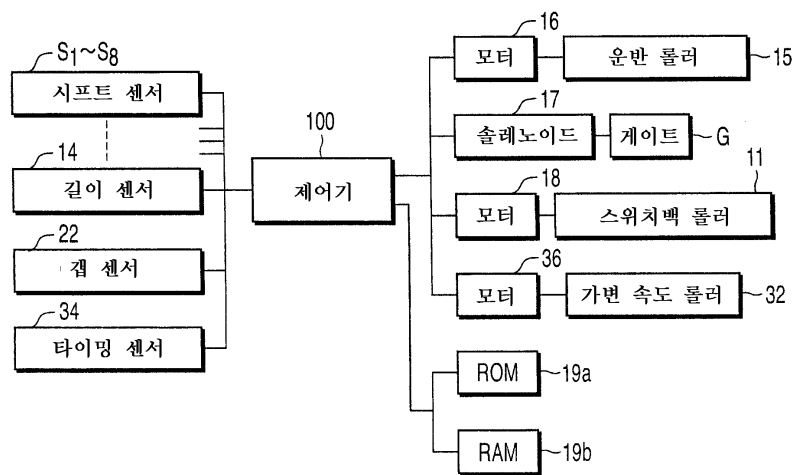 S1~S8
시프트 센서
14
길이 센서
22
갭 센서
34
타이밍 센서
100
제어기
16
모터
운반 롤러
15
17
솔레노이드
게이트
G
18
모터
11
스위치백 롤러
36
모터
가변 속도 롤러
32
ROM
19a
RAM
19b